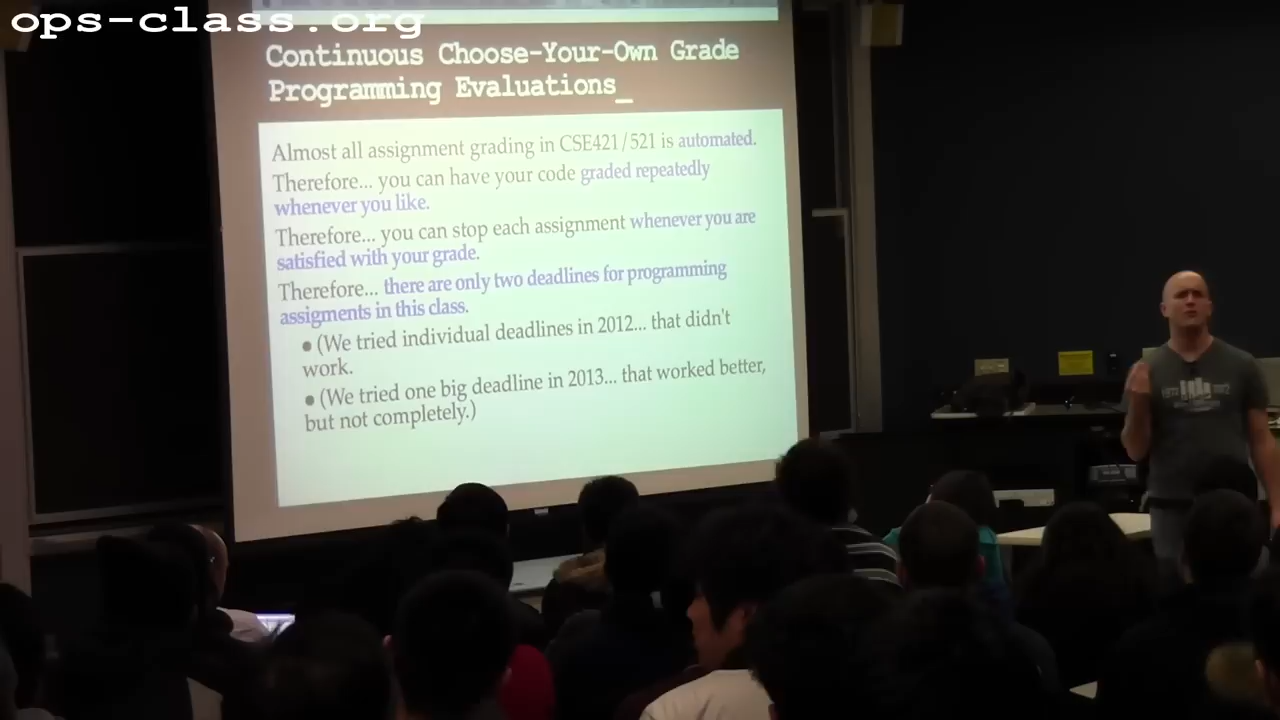 ops-class.org
Continuous Choose-Your-Own Grade
Programming Evaluations_
Almost all assignment grading in CSE421/521 is automated.
Therefore... you can have your code graded repeatedly
whenever you like.
Therefore... you can stop each assignment whenever you are
satisfied with your grade.
Therefore... there are only two deadlines for programming
assigments in this class.
● (We tried individual deadlines in 2012... that didn't
work.
● (We tried one big deadline in 2013... that worked better,
but not completely.)